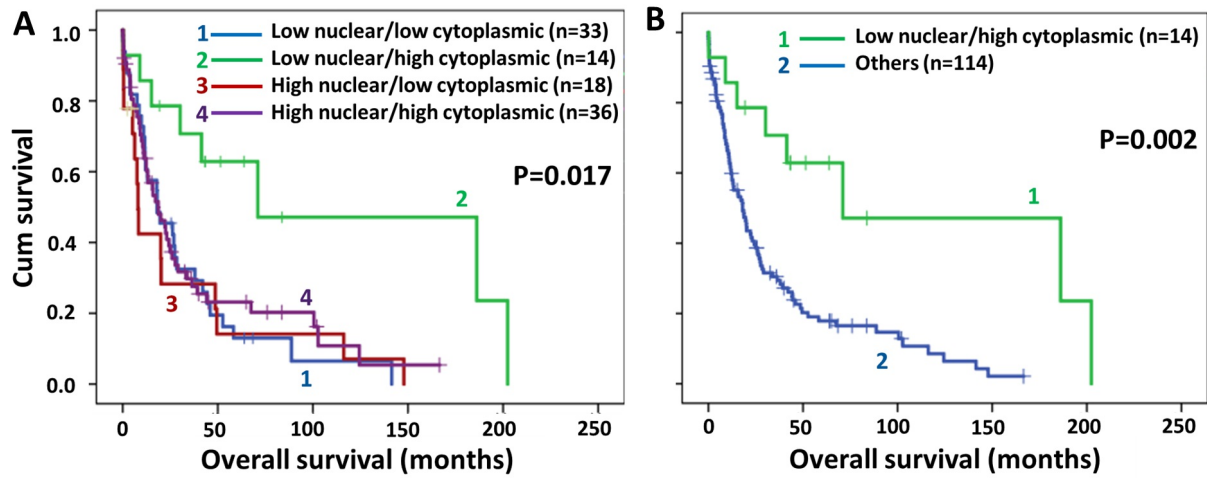 A
1 Low nuclear/low cytoplasmic (n=33)
2 Low nuclear/high cytoplasmic (n=14)
3 High nuclear/low cytoplasmic (n=18)
4 High nuclear/high cytoplasmic (n=36)
P=0.017
Cum survival
1.0
0.8
0.6
0.4
0.2
0.0
2
4
3
1
0 50 100 150 200 250
Overall survival (months)
B
1 Low nuclear/high cytoplasmic (n=14)
2 Others (n=114)
P=0.002
1
2
0 50 100 150 200 250
Overall survival (months)